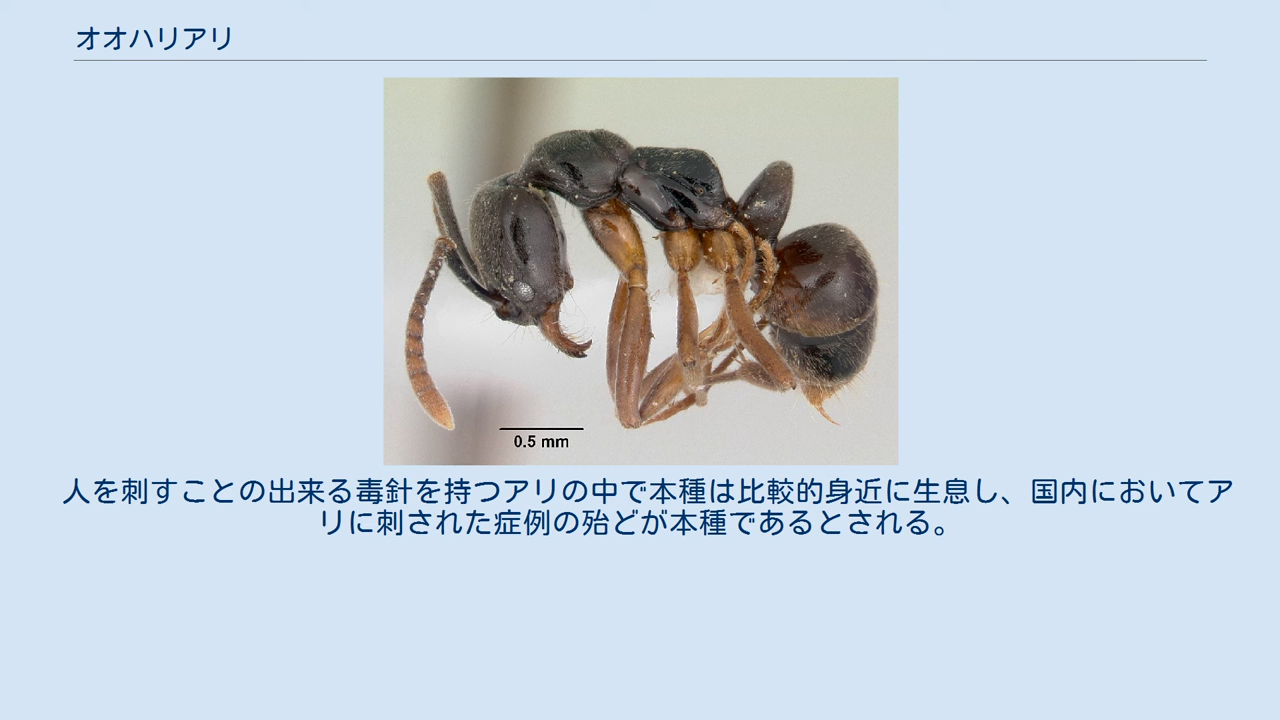 オオハリアリ
0.5 mm
人を刺すことの出来る毒針を持つアリの中で本種は比較的身近に生息し、国内においてア
リに刺された症例の殆どが本種であるとされる。